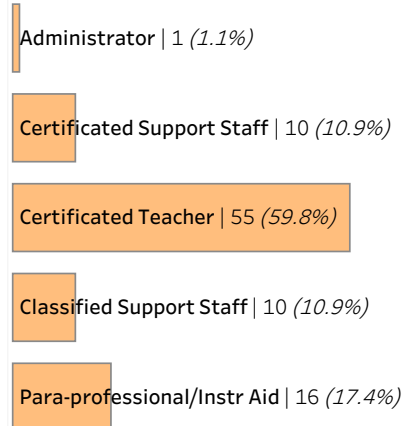 Administrator | 1 (1.1%)
Certificated Support Staff | 10 (10.9%)
Certificated Teacher | 55 (59.8%)
Classified Support Staff | 10 (10.9%)
Para-professional/Instr Aid | 16 (17.4%)